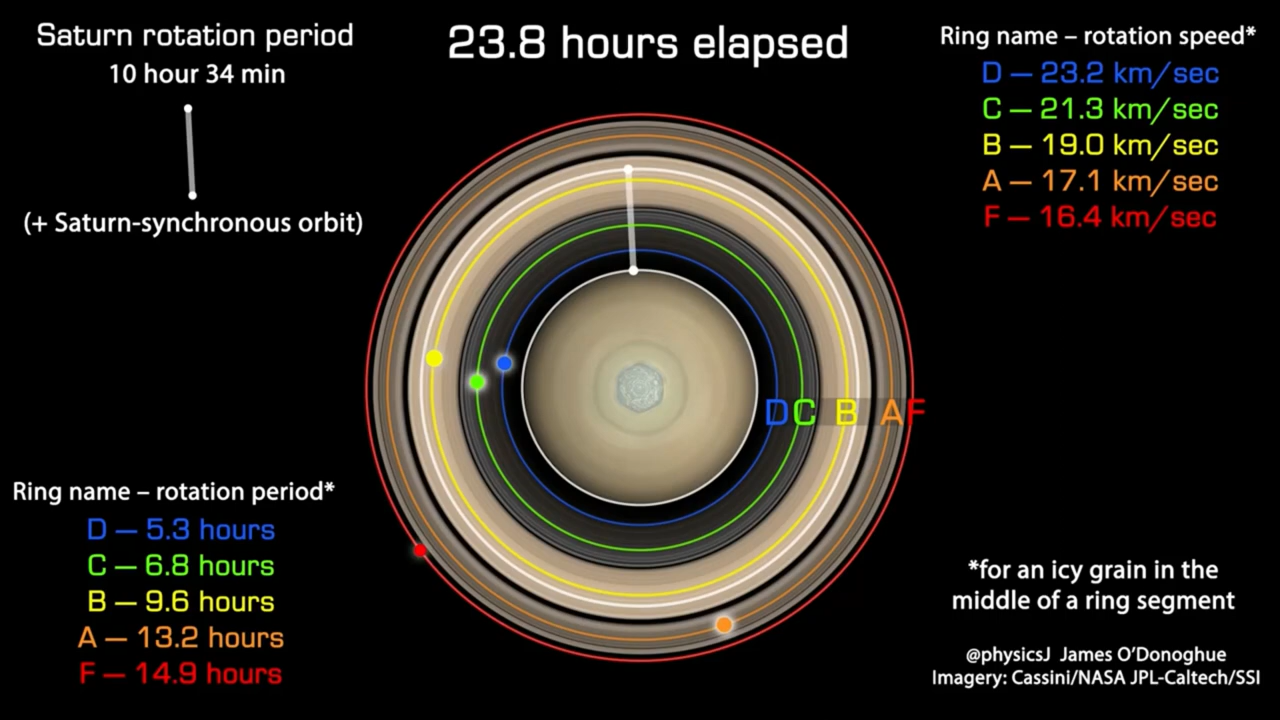 Saturn rotation period
10 hour 34 min
(+ Saturn-synchronous orbit)
23.8 hours elapsed
Ring name – rotation speed*
D — 23.2 km/sec
C — 21.3 km/sec
B — 19.0 km/sec
A — 17.1 km/sec
F — 16.4 km/sec
D C B A F
Ring name – rotation period*
D — 5.3 hours
C — 6.8 hours
B — 9.6 hours
A — 13.2 hours
F — 14.9 hours
*for an icy grain in the
middle of a ring segment
@physicsJ James O’Donoghue
Imagery: Cassini/NASA JPL-Caltech/SSI